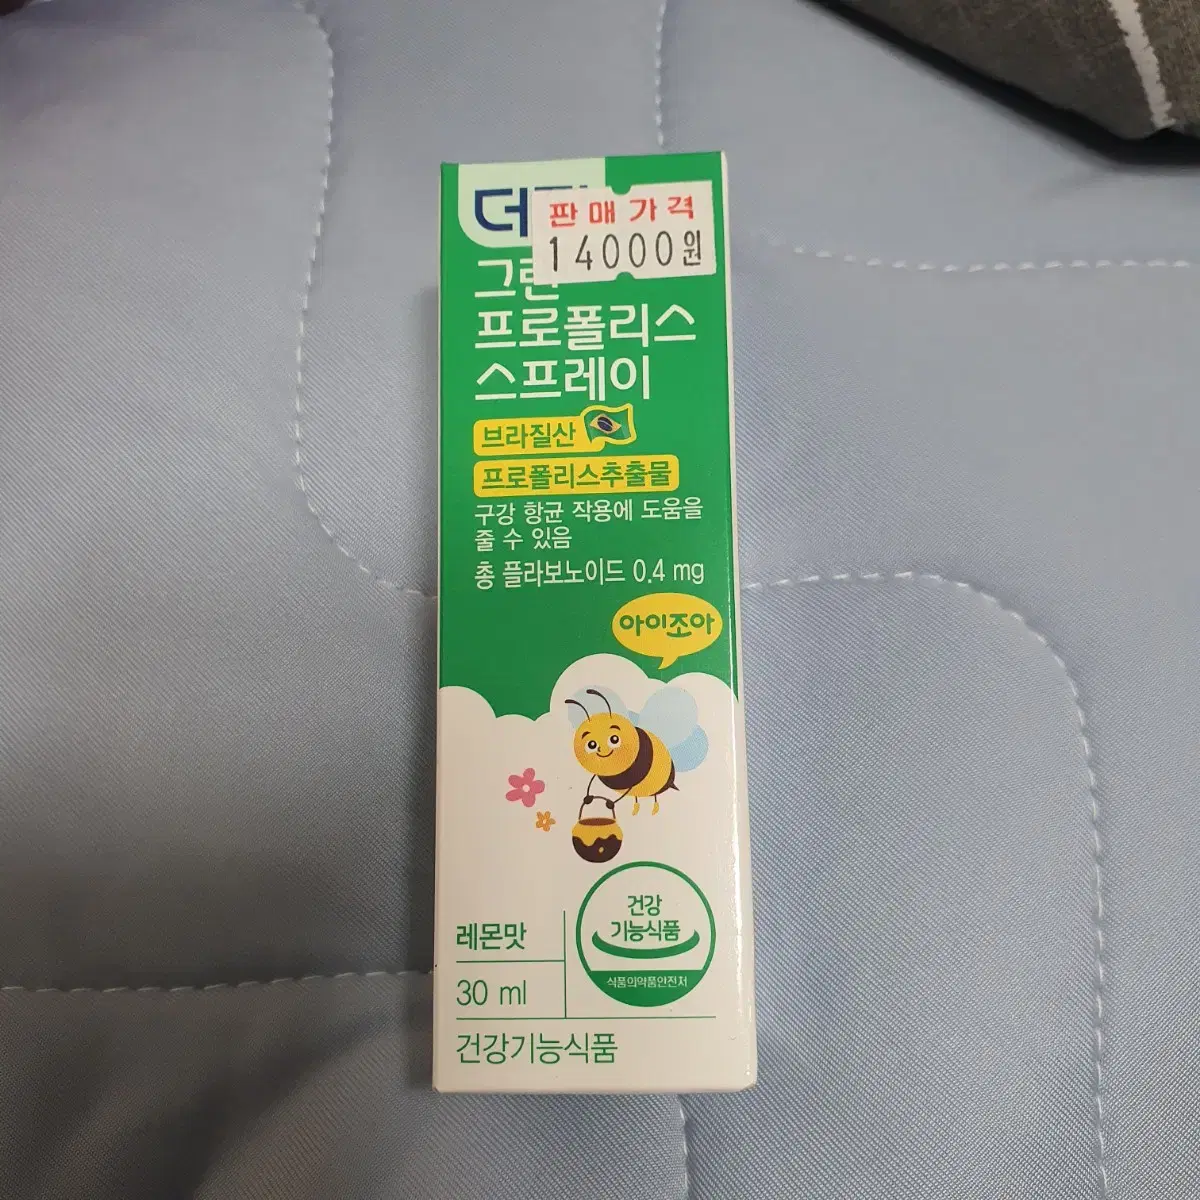 판매가격
14000원
그린
프로폴리스
스프레이
브라질산
프로폴리스추출물
구강 항균 작용에 도움을
줄 수 있음
총 플라보노이드 0.4 mg
아이조아
건강
기능식품
식품의약품안전처
레몬맛
30 ml
건강기능식품